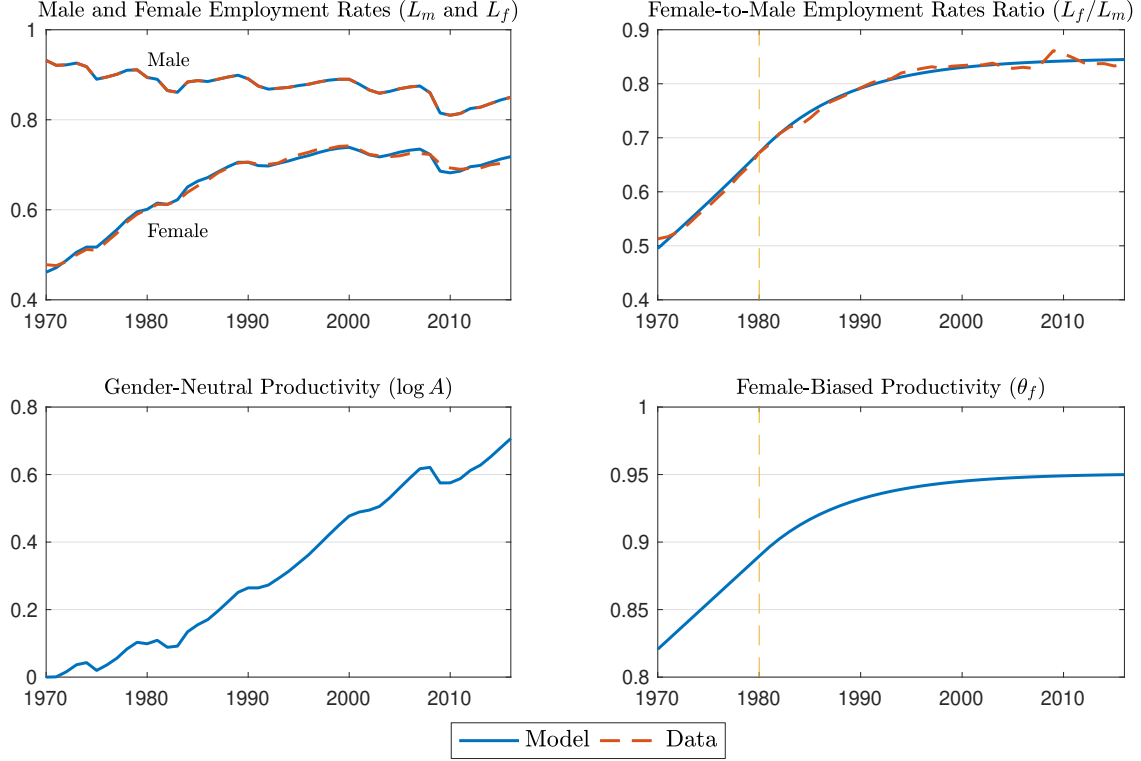 Male and Female Employment Rates (L_m and L_f)
1
0.8
0.6
0.4
Male
Female
1970 1980 1990 2000 2010
Female-to-Male Employment Rates Ratio (L_f/L_m)
0.9
0.8
0.7
0.6
0.5
0.4
1970 1980 1990 2000 2010
Gender-Neutral Productivity (log A)
0.8
0.6
0.4
0.2
0
1970 1980 1990 2000 2010
Female-Biased Productivity (θ_f)
1
0.95
0.9
0.85
0.8
1970 1980 1990 2000 2010
Model Data